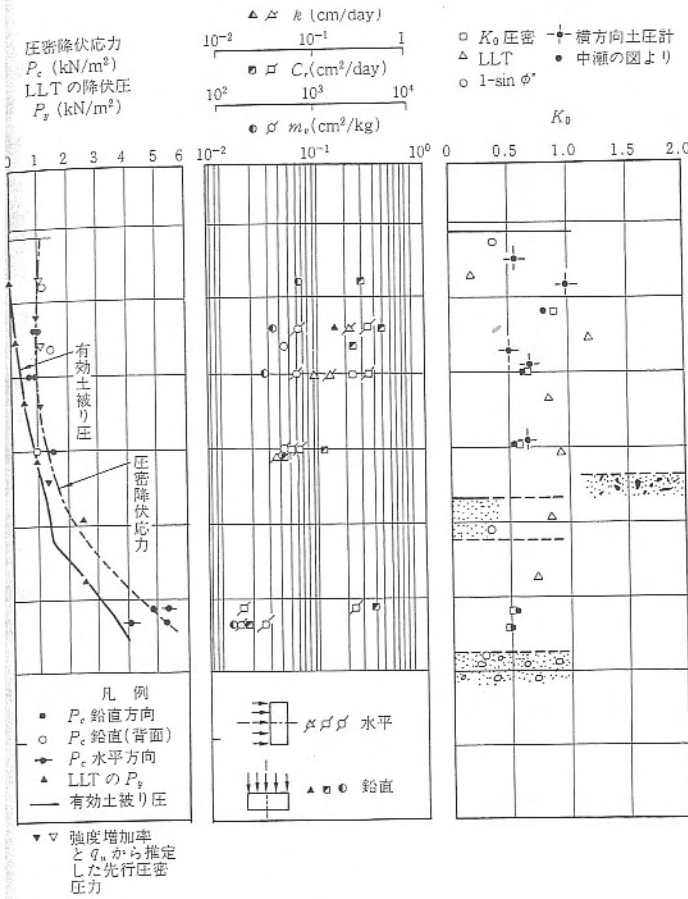 圧密降伏応力
P_c (kN/m²)
LLT の降伏圧
P_y (kN/m²)
0 1 2 3 4 5 6
有効土被り圧
圧密降伏応力
凡 例
P_c 鉛直方向
P_c 鉛直(背面)
P_c 水平方向
LLT の P_y
有効土被り圧
強度増加率
と q_u から推定
した先行圧密
圧力
k (cm/day)
10⁻² 10⁻¹ 1
C_r (cm²/day)
10² 10³ 10⁴
m_v (cm²/kg)
10⁻² 10⁻¹ 10⁰
水平
鉛直
K₀ 圧密 横方向土圧計
LLT 中瀬の図より
1-sin φ'
K₀
0 0.5 1.0 2.0